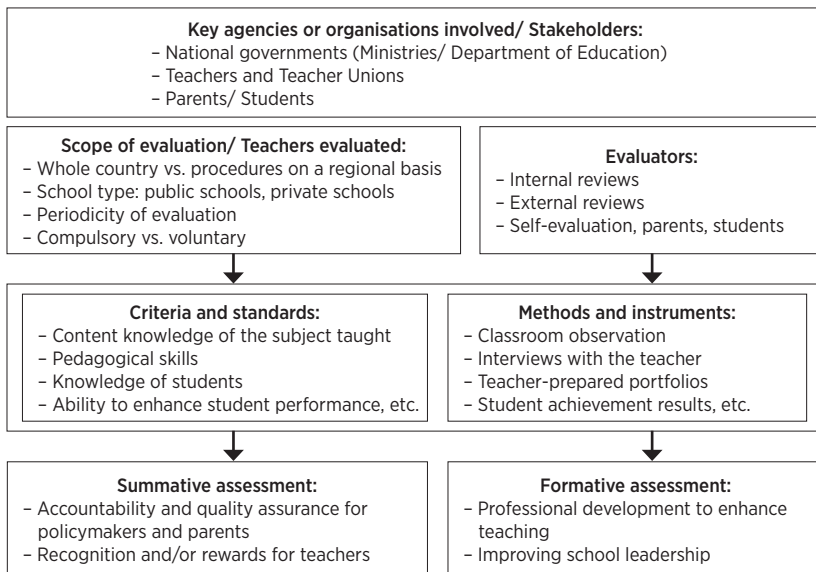 Key agencies or organisations involved/ Stakeholders:
– National governments (Ministries/ Department of Education)
– Teachers and Teacher Unions
– Parents/ Students
Scope of evaluation/ Teachers evaluated:
– Whole country vs. procedures on a regional basis
– School type: public schools, private schools
– Periodicity of evaluation
– Compulsory vs. voluntary
Evaluators:
– Internal reviews
– External reviews
– Self-evaluation, parents, students
Criteria and standards:
– Content knowledge of the subject taught
– Pedagogical skills
– Knowledge of students
– Ability to enhance student performance, etc.
Methods and instruments:
– Classroom observation
– Interviews with the teacher
– Teacher-prepared portfolios
– Student achievement results, etc.
Summative assessment:
– Accountability and quality assurance for
policymakers and parents
– Recognition and/or rewards for teachers
Formative assessment:
– Professional development to enhance
teaching
– Improving school leadership